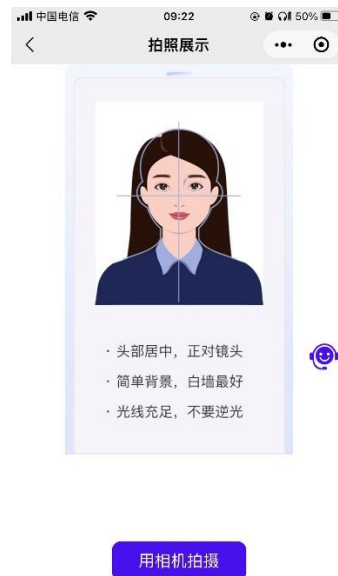 中国电信 09:22 50%
拍照展示
· 头部居中，正对镜头
· 简单背景，白墙最好
· 光线充足，不要逆光
用相机拍摄